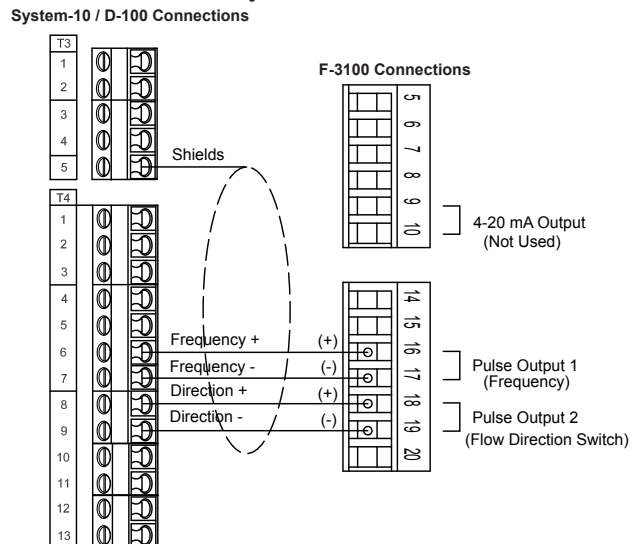 System-10 / D-100 Connections
T3
1
2
3
4
5
Shields
T4
1
2
3
4
5
6
7
8
9
10
11
12
13
Frequency + (+)
Frequency - (-)
Direction + (+)
Direction - (-)
F-3100 Connections
5
6
7
8
9
10
4-20 mA Output
(Not Used)
14
15
16
17
18
19
20
Pulse Output 1
(Frequency)
Pulse Output 2
(Flow Direction Switch)